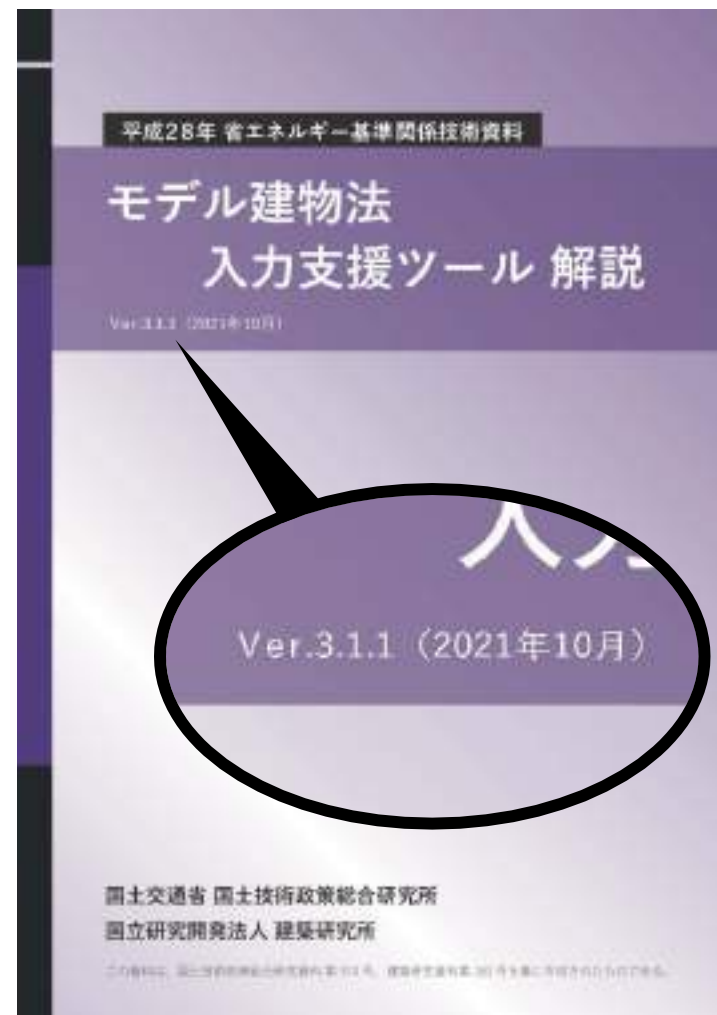 平成28年 省エネルギー基準関係技術資料
モデル建物法
入力支援ツール 解説
Ver.3.1.1（2021年10月）
入力
Ver.3.1.1（2021年10月）
国土交通省 国土技術政策総合研究所
国立研究開発法人 建築研究所